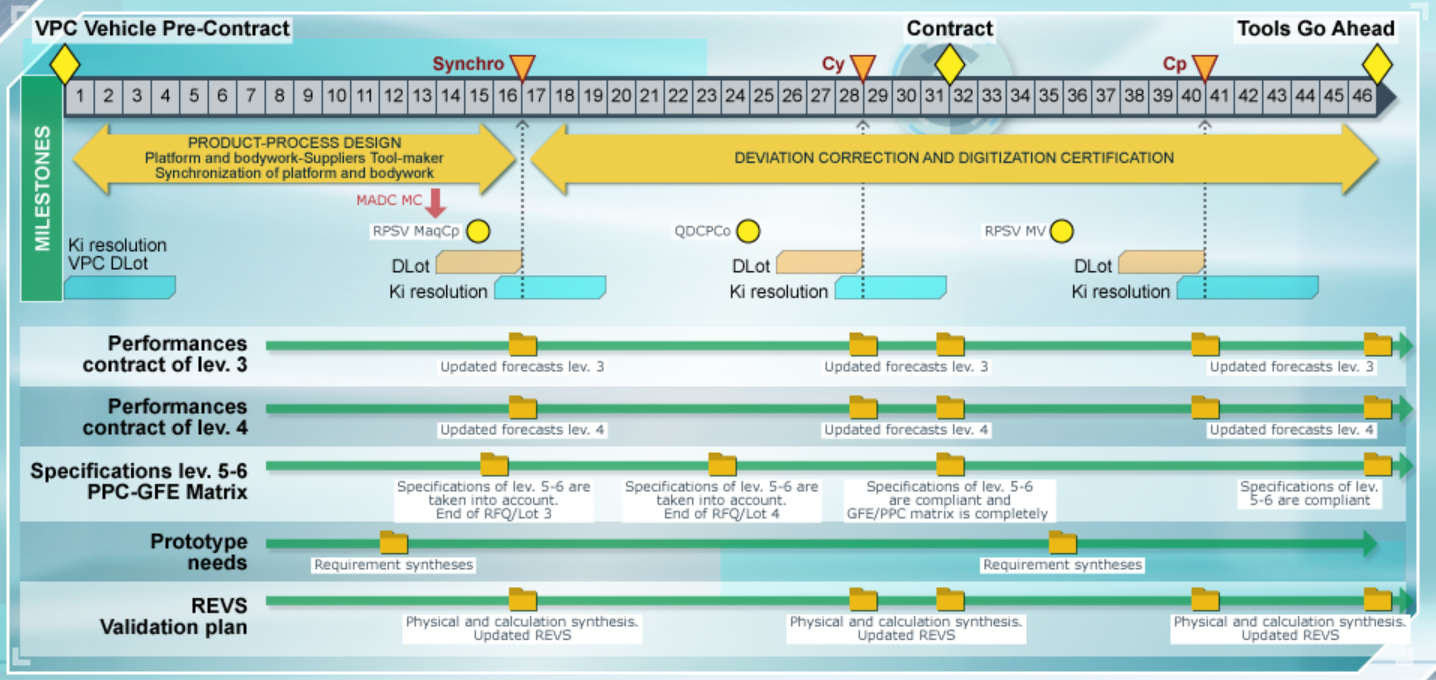 VPC Vehicle Pre-Contract
Contract
Tools Go Ahead
Synchro
Cy
Cp
1 2 3 4 5 6 7 8 9 10 11 12 13 14 15 16 17 18 19 20 21 22 23 24 25 26 27 28 29 30 31 32 33 34 35 36 37 38 39 40 41 42 43 44 45 46
MILESTONES
PRODUCT-PROCESS DESIGN
Platform and bodywork-Suppliers Tool-maker
Synchronization of platform and bodywork
DEVIATION CORRECTION AND DIGITIZATION CERTIFICATION
MADC MC
RPSV MaqCp
QDCPCo
RPSV MV
Ki resolution
VPC DLot
DLot
DLot
DLot
Ki resolution
Ki resolution
Ki resolution
Performances
contract of lev. 3
Updated forecasts lev. 3
Updated forecasts lev. 3
Updated forecasts lev. 3
Performances
contract of lev. 4
Updated forecasts lev. 4
Updated forecasts lev. 4
Updated forecasts lev. 4
Specifications lev. 5-6
PPC-GFE Matrix
Specifications of lev. 5-6 are
taken into account.
End of RFQ/Lot 3
Specifications of lev. 5-6 are
taken into account.
End of RFQ/Lot 4
Specifications of lev. 5-6
are compliant and
GFE/PPC matrix is completely
Specifications of lev.
5-6 are compliant
Prototype
needs
Requirement syntheses
Requirement syntheses
REVS
Validation plan
Physical and calculation synthesis.
Updated REVS
Physical and calculation synthesis.
Updated REVS
Physical and calculation synthesis.
Updated REVS